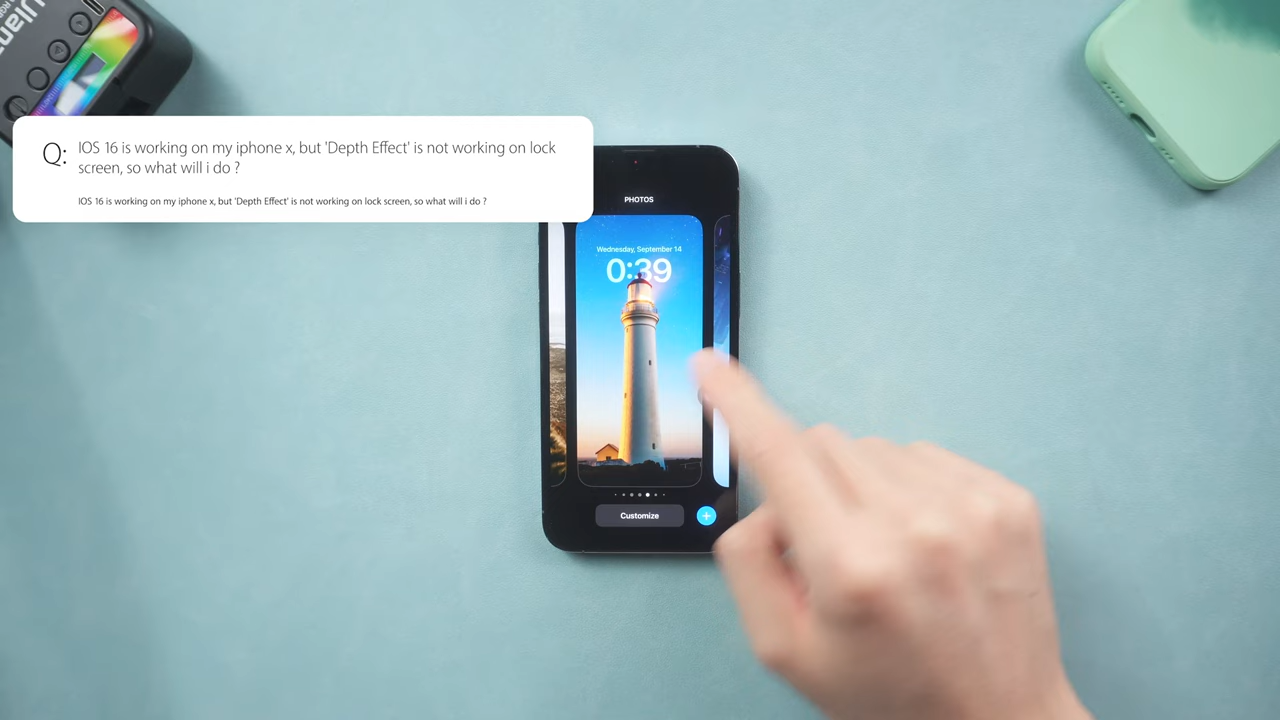 Q: IOS 16 is working on my iphone x, but 'Depth Effect' is not working on lock
screen, so what will i do ?
IOS 16 is working on my iphone x, but 'Depth Effect' is not working on lock screen, so what will i do ?
PHOTOS
Wednesday, September 14
0:39
Customize